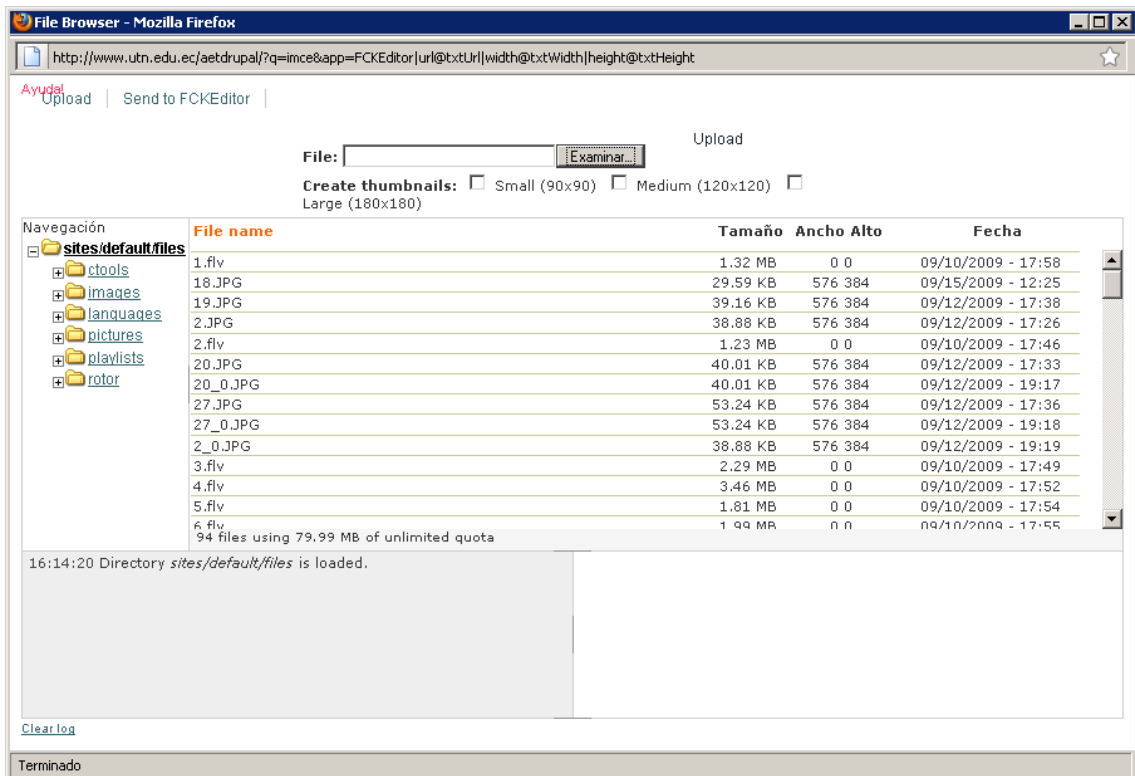 File Browser - Mozilla Firefox
http://www.utn.edu.ec/aetdrupal/?q=imce&app=FCKEditor|url@txtUrl|width@txtWidth|height@txtHeight
Ayuda!
Upload | Send to FCKEditor |
Upload
File: Examinar...
Create thumbnails: Small (90x90) Medium (120x120)
Large (180x180)
Navegación
sites/default/files
ctools
images
languages
pictures
playlists
rotor
File name Tamaño Ancho Alto Fecha
1.flv 1.32 MB 0 0 09/10/2009 - 17:58
18.JPG 29.59 KB 576 384 09/15/2009 - 12:25
19.JPG 39.16 KB 576 384 09/12/2009 - 17:38
2.JPG 38.88 KB 576 384 09/12/2009 - 17:26
2.flv 1.23 MB 0 0 09/10/2009 - 17:46
20.JPG 40.01 KB 576 384 09/12/2009 - 17:33
20_0.JPG 40.01 KB 576 384 09/12/2009 - 19:17
27.JPG 53.24 KB 576 384 09/12/2009 - 17:36
27_0.JPG 53.24 KB 576 384 09/12/2009 - 19:18
2_0.JPG 38.88 KB 576 384 09/12/2009 - 19:19
3.flv 2.29 MB 0 0 09/10/2009 - 17:49
4.flv 3.46 MB 0 0 09/10/2009 - 17:52
5.flv 1.81 MB 0 0 09/10/2009 - 17:54
6.flv 1.99 MB 0 0 09/10/2009 - 17:55
94 files using 79.99 MB of unlimited quota
16:14:20 Directory sites/default/files is loaded.
Clear log
Terminado